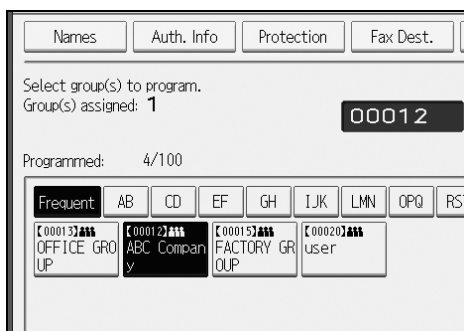 Names Auth. Info Protection Fax Dest.
Select group(s) to program.
Group(s) assigned: 1
00012
Programmed: 4/100
Frequent AB CD EF GH IJK LMN OPQ RS
【00013】 【00012】 【00015】 【00020】
OFFICE GRO ABC Compan FACTORY GR user
UP y OUP